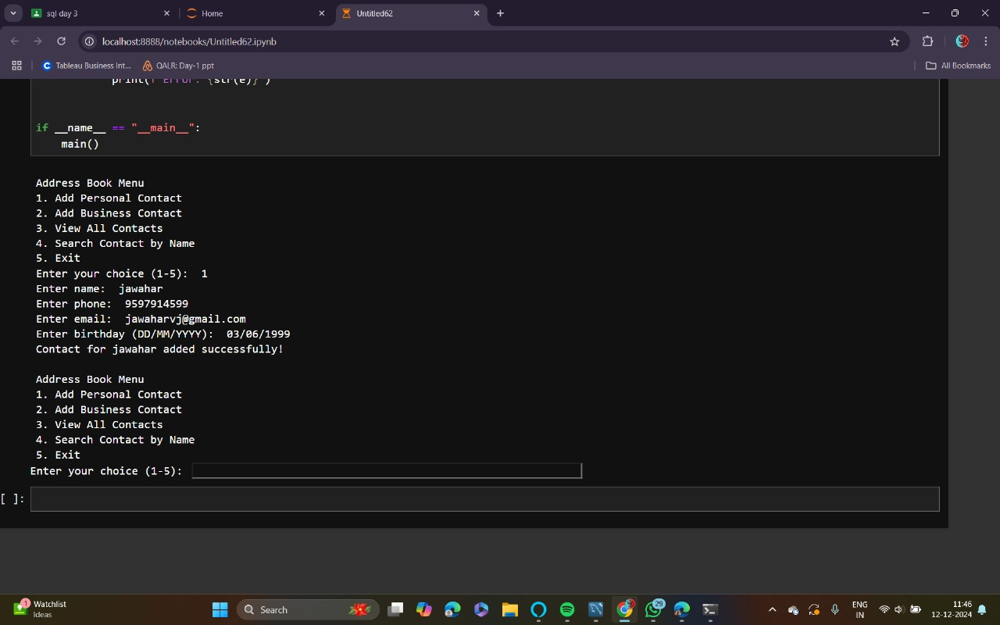 sql day 3
Home
Untitled62
localhost:8888/notebooks/Untitled62.ipynb
Tableau Business Int...
QALR: Day-1 ppt
All Bookmarks
print(f"Error: {str(e)}")
if __name__ == "__main__":
main()
Address Book Menu
1. Add Personal Contact
2. Add Business Contact
3. View All Contacts
4. Search Contact by Name
5. Exit
Enter your choice (1-5):  1
Enter name:  jawahar
Enter phone:  9597914599
Enter email:  jawaharvj@gmail.com
Enter birthday (DD/MM/YYYY):  03/06/1999
Contact for jawahar added successfully!
Address Book Menu
1. Add Personal Contact
2. Add Business Contact
3. View All Contacts
4. Search Contact by Name
5. Exit
Enter your choice (1-5):
[ ]:
1
Watchlist
Ideas
Search
29
ENG
IN
11:46
12-12-2024